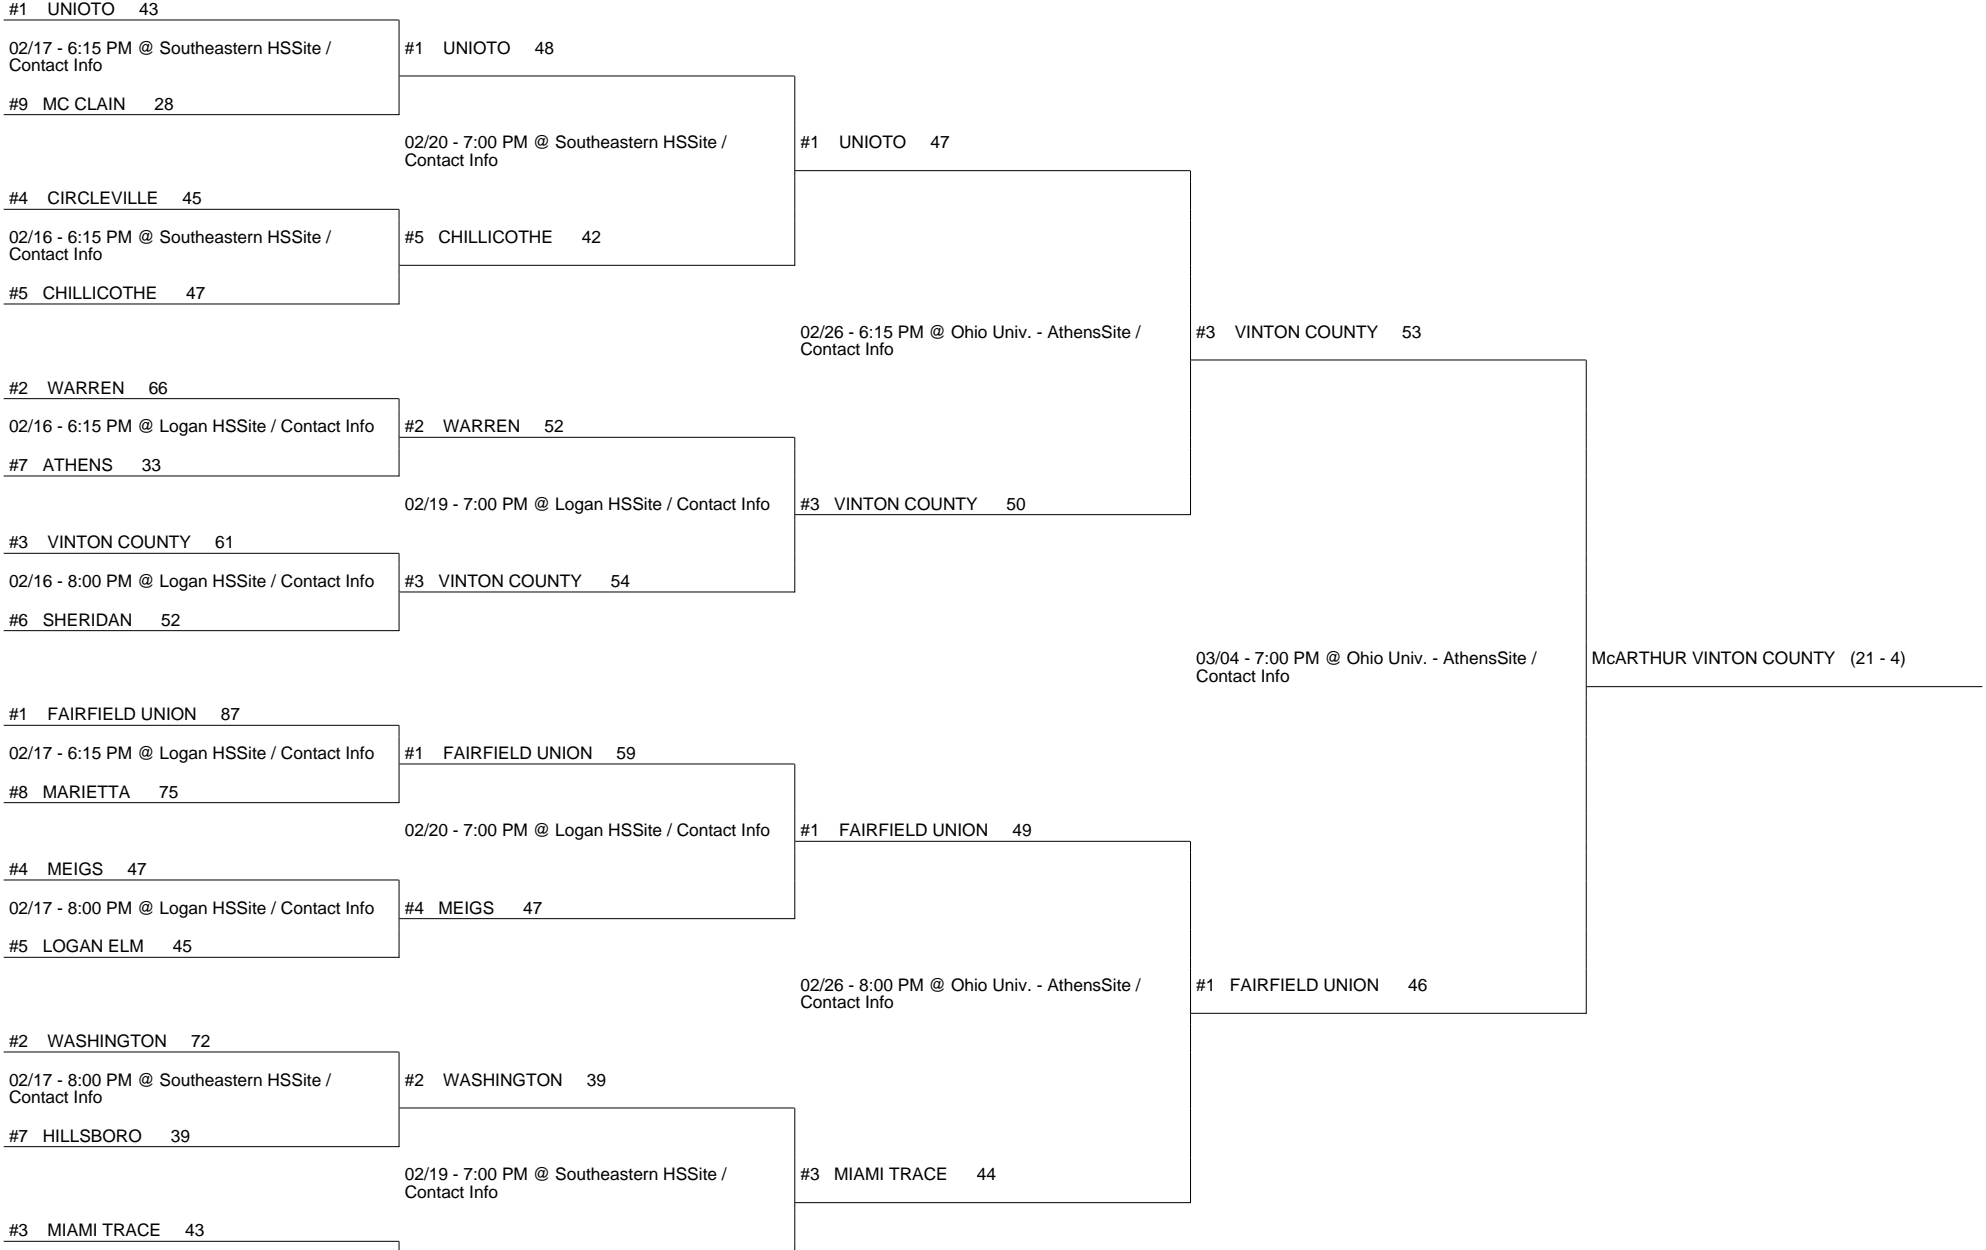 #1 UNIOTO 43
02/17 - 6:15 PM @ Southeastern HSSite /
Contact Info
#9 MC CLAIN 28
#4 CIRCLEVILLE 45
02/16 - 6:15 PM @ Southeastern HSSite /
Contact Info
#5 CHILLICOTHE 47
#2 WARREN 66
02/16 - 6:15 PM @ Logan HSSite / Contact Info
#7 ATHENS 33
#3 VINTON COUNTY 61
02/16 - 8:00 PM @ Logan HSSite / Contact Info
#6 SHERIDAN 52
#1 FAIRFIELD UNION 87
02/17 - 6:15 PM @ Logan HSSite / Contact Info
#8 MARIETTA 75
#4 MEIGS 47
02/17 - 8:00 PM @ Logan HSSite / Contact Info
#5 LOGAN ELM 45
#2 WASHINGTON 72
02/17 - 8:00 PM @ Southeastern HSSite /
Contact Info
#7 HILLSBORO 39
#3 MIAMI TRACE 43
#1 UNIOTO 48
02/20 - 7:00 PM @ Southeastern HSSite /
Contact Info
#5 CHILLICOTHE 42
#2 WARREN 52
02/19 - 7:00 PM @ Logan HSSite / Contact Info
#3 VINTON COUNTY 54
#1 FAIRFIELD UNION 59
02/20 - 7:00 PM @ Logan HSSite / Contact Info
#4 MEIGS 47
#2 WASHINGTON 39
02/19 - 7:00 PM @ Southeastern HSSite /
Contact Info
#1 UNIOTO 47
02/26 - 6:15 PM @ Ohio Univ. - AthensSite /
Contact Info
#3 VINTON COUNTY 50
#1 FAIRFIELD UNION 49
02/26 - 8:00 PM @ Ohio Univ. - AthensSite /
Contact Info
#3 MIAMI TRACE 44
#3 VINTON COUNTY 53
03/04 - 7:00 PM @ Ohio Univ. - AthensSite /
Contact Info
#1 FAIRFIELD UNION 46
McARTHUR VINTON COUNTY (21 - 4)